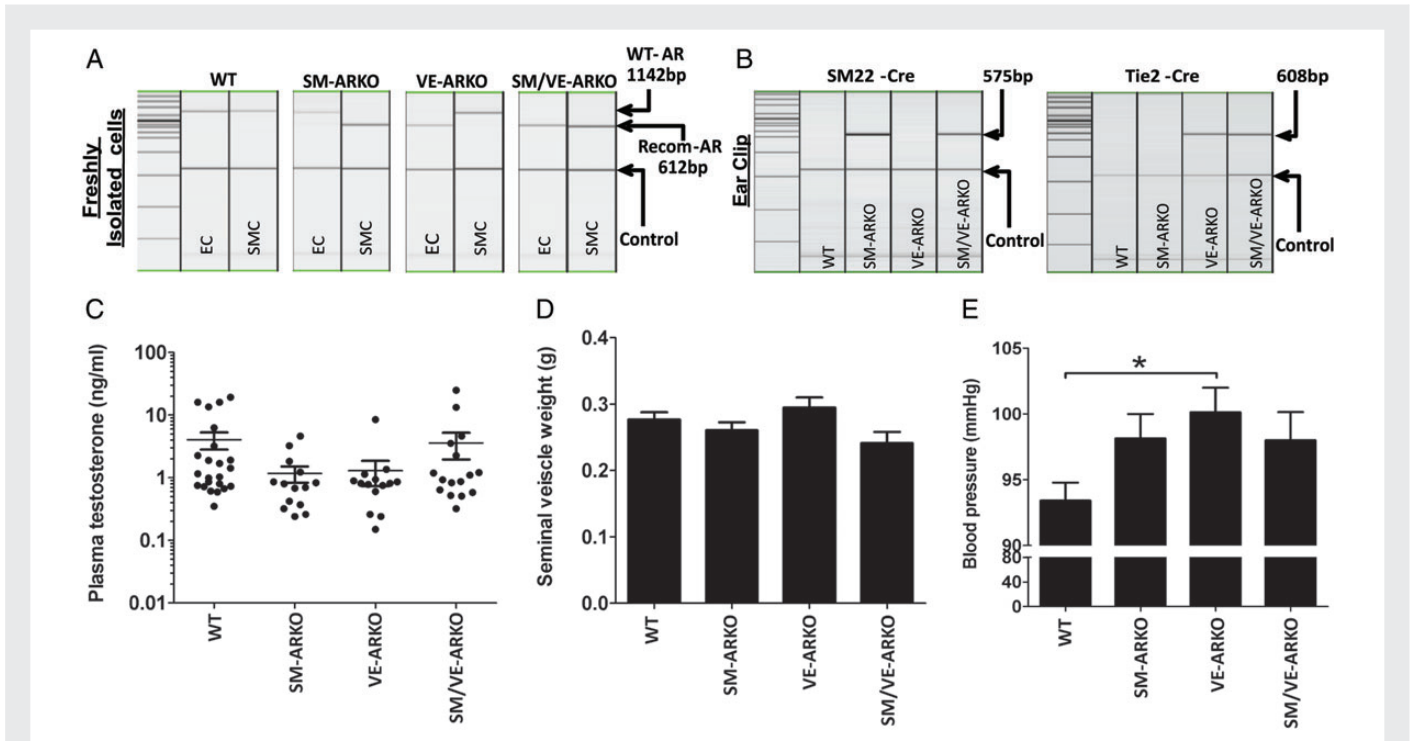 A
Freshly
Isolated cells
WT
SM-ARKO
VE-ARKO
SM/VE-ARKO
WT-AR
1142bp
Recom-AR
612bp
Control
EC
SMC
EC
SMC
EC
SMC
EC
SMC
B
Ear Clip
SM22 -Cre
575bp
Control
WT
SM-ARKO
VE-ARKO
SM/VE-ARKO
Tie2 -Cre
608bp
Control
WT
SM-ARKO
VE-ARKO
SM/VE-ARKO
C
Plasma testosterone (ng/ml)
100
10
1
0.1
0.01
WT
SM-ARKO
VE-ARKO
SM/VE-ARKO
D
Seminal veiscle weight (g)
0.4
0.3
0.2
0.1
0.0
WT
SM-ARKO
VE-ARKO
SM/VE-ARKO
E
Blood pressure (mmHg)
105
100
95
90
80
80
40
0
*
WT
SM-ARKO
VE-ARKO
SM/VE-ARKO